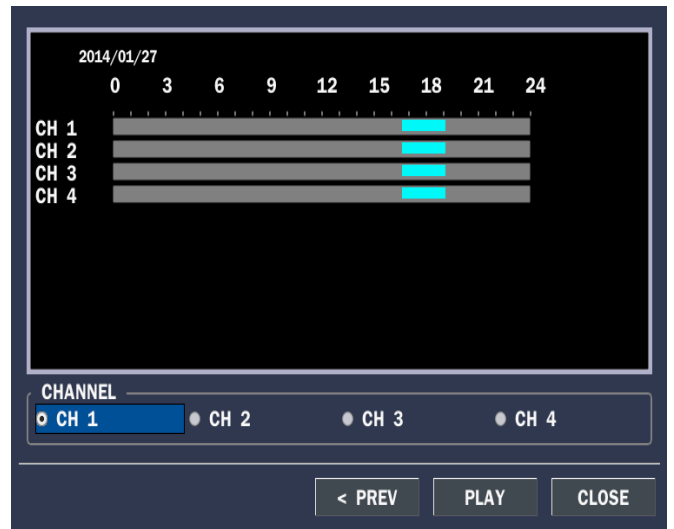 2014/01/27
0 3 6 9 12 15 18 21 24
CH 1
CH 2
CH 3
CH 4
CHANNEL
CH 1 CH 2 CH 3 CH 4
< PREV PLAY CLOSE